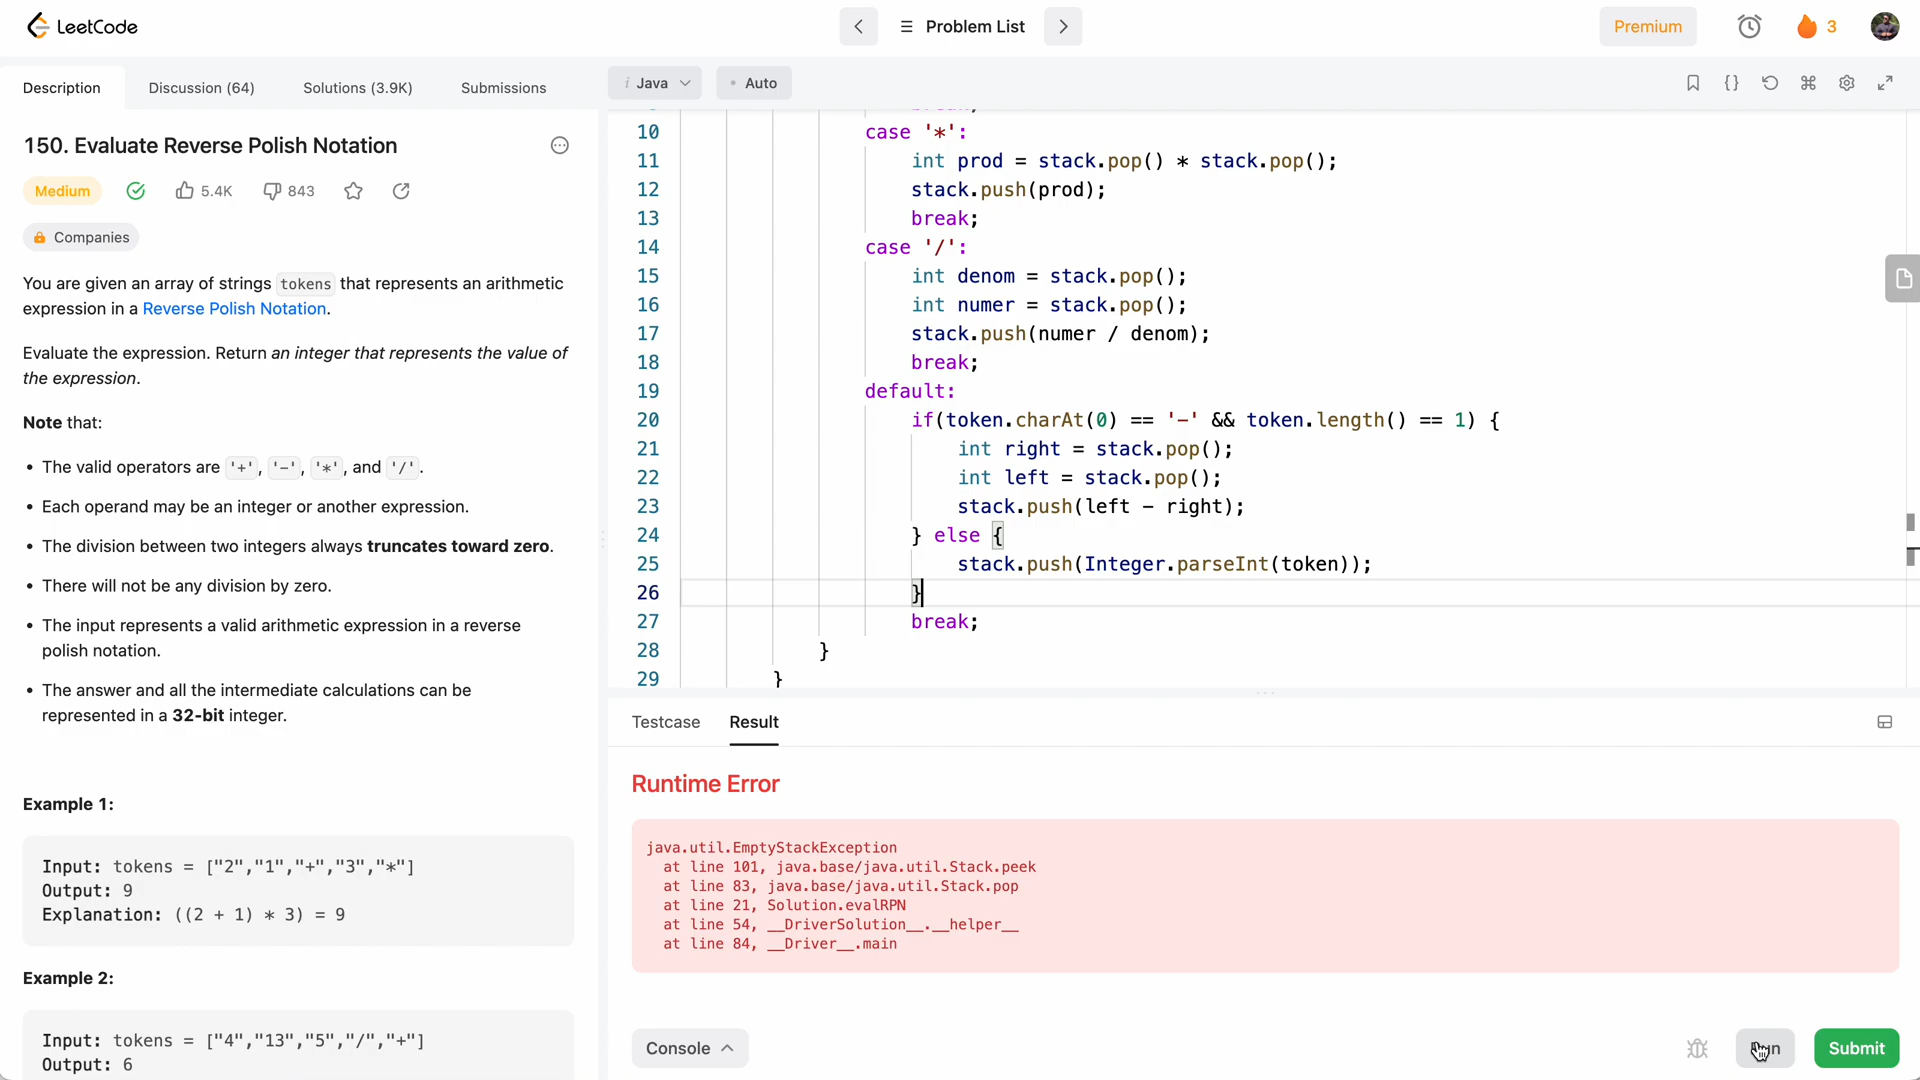 LeetCode
Problem List
Premium
3
Description
Discussion (64)
Solutions (3.9K)
Submissions
i Java
• Auto
150. Evaluate Reverse Polish Notation
Medium
5.4K
843
Companies
You are given an array of strings tokens that represents an arithmetic
expression in a Reverse Polish Notation.
Evaluate the expression. Return an integer that represents the value of
the expression.
Note that:
• The valid operators are '+', '-', '*', and '/'.
• Each operand may be an integer or another expression.
• The division between two integers always truncates toward zero.
• There will not be any division by zero.
• The input represents a valid arithmetic expression in a reverse
polish notation.
• The answer and all the intermediate calculations can be
represented in a 32-bit integer.
Example 1:
Input: tokens = ["2","1","+","3","*"]
Output: 9
Explanation: ((2 + 1) * 3) = 9
Example 2:
Input: tokens = ["4","13","5","/","+"]
Output: 6
10 case '*':
11 int prod = stack.pop() * stack.pop();
12 stack.push(prod);
13 break;
14 case '/':
15 int denom = stack.pop();
16 int numer = stack.pop();
17 stack.push(numer / denom);
18 break;
19 default:
20 if(token.charAt(0) == '-' && token.length() == 1) {
21 int right = stack.pop();
22 int left = stack.pop();
23 stack.push(left - right);
24 } else {
25 stack.push(Integer.parseInt(token));
26 }
27 break;
28 }
29 }
Testcase
Result
Runtime Error
java.util.EmptyStackException
at line 101, java.base/java.util.Stack.peek
at line 83, java.base/java.util.Stack.pop
at line 21, Solution.evalRPN
at line 54, __DriverSolution__.__helper__
at line 84, __Driver__.main
Console
Submit